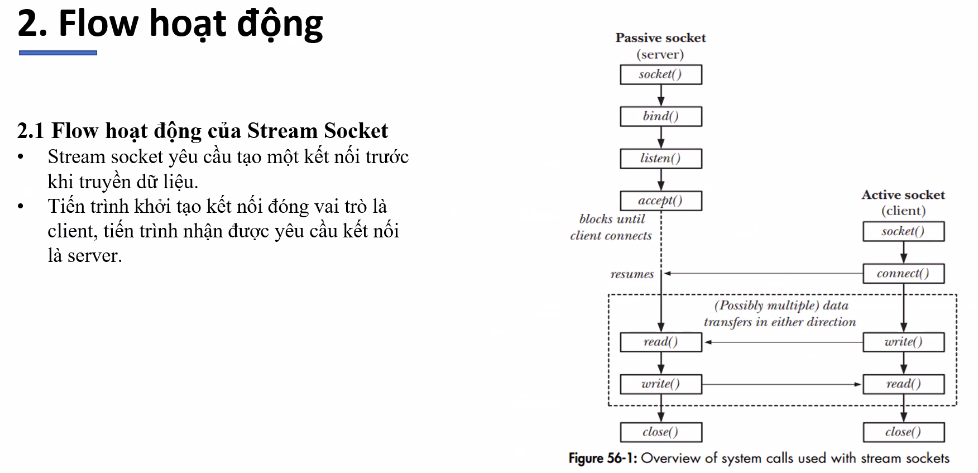 2. Flow hoạt động
2.1 Flow hoạt động của Stream Socket
• Stream socket yêu cầu tạo một kết nối trước
khi truyền dữ liệu.
• Tiến trình khởi tạo kết nối đóng vai trò là
client, tiến trình nhận được yêu cầu kết nối
là server.
Passive socket
(server)
socket()
bind()
listen()
accept()
blocks until
client connects
resumes
Active socket
(client)
socket()
connect()
(Possibly multiple) data
transfers in either direction
read()
write()
write()
read()
close()
close()
Figure 56-1: Overview of system calls used with stream sockets